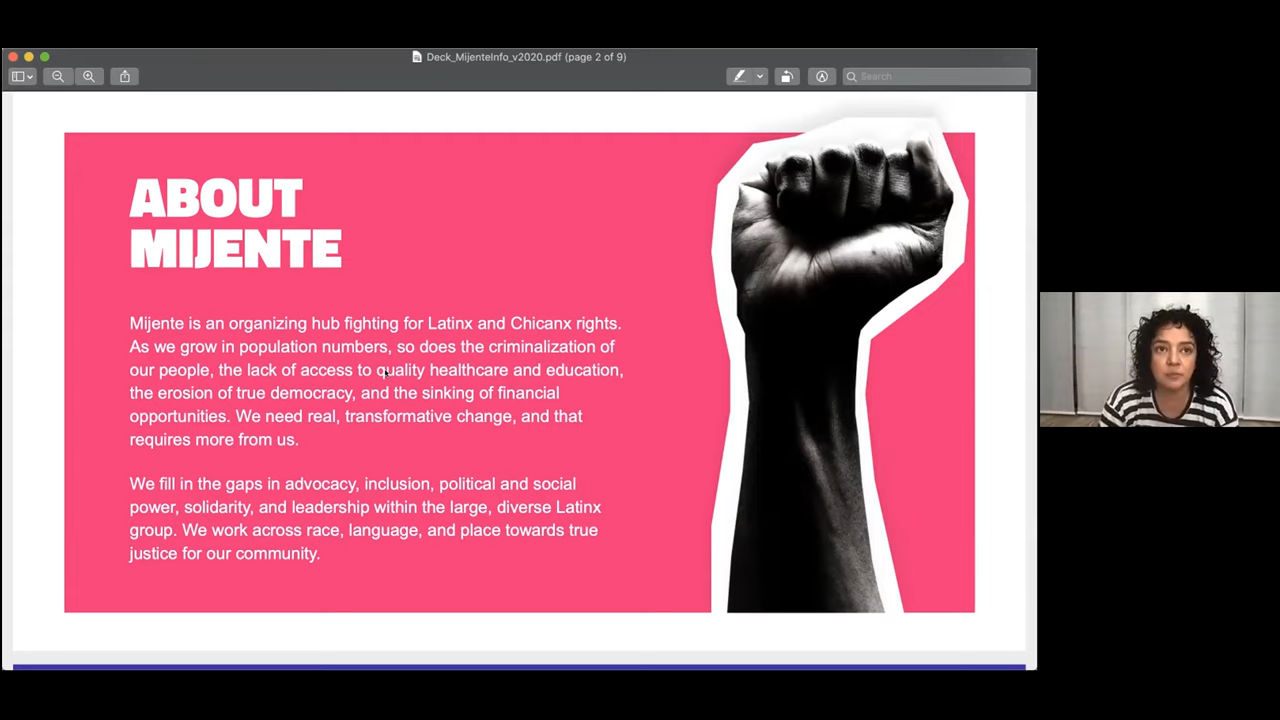 Deck_MijenteInfo_v2020.pdf (page 2 of 9)
Search
ABOUT
MIJENTE
Mijente is an organizing hub fighting for Latinx and Chicanx rights.
As we grow in population numbers, so does the criminalization of
our people, the lack of access to quality healthcare and education,
the erosion of true democracy, and the sinking of financial
opportunities. We need real, transformative change, and that
requires more from us.
We fill in the gaps in advocacy, inclusion, political and social
power, solidarity, and leadership within the large, diverse Latinx
group. We work across race, language, and place towards true
justice for our community.